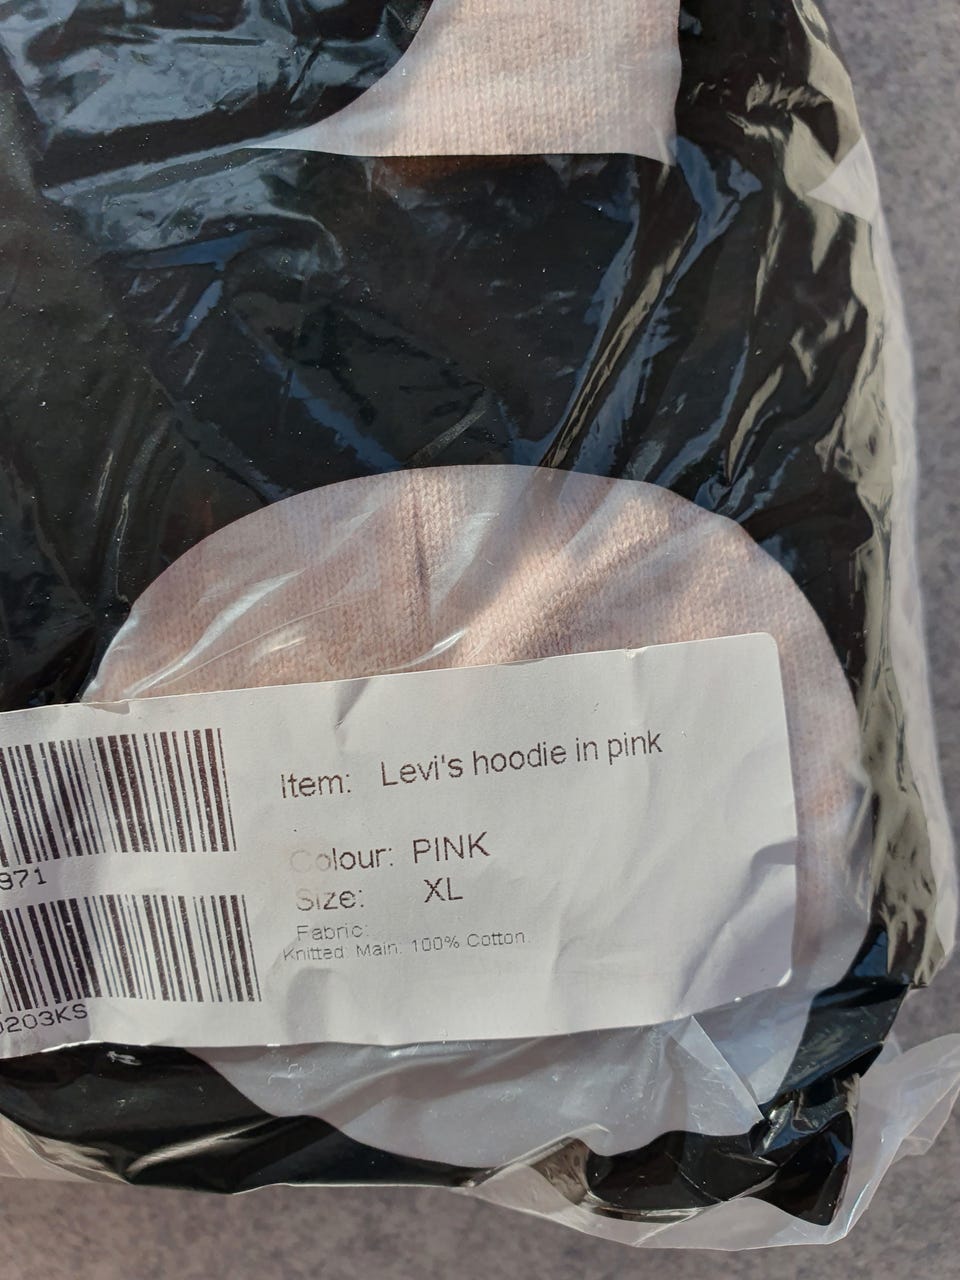 Item: Levi's hoodie in pink
Colour: PINK
Size: XL
Fabric:
Knitted: Main: 100% Cotton.
971
0203KS